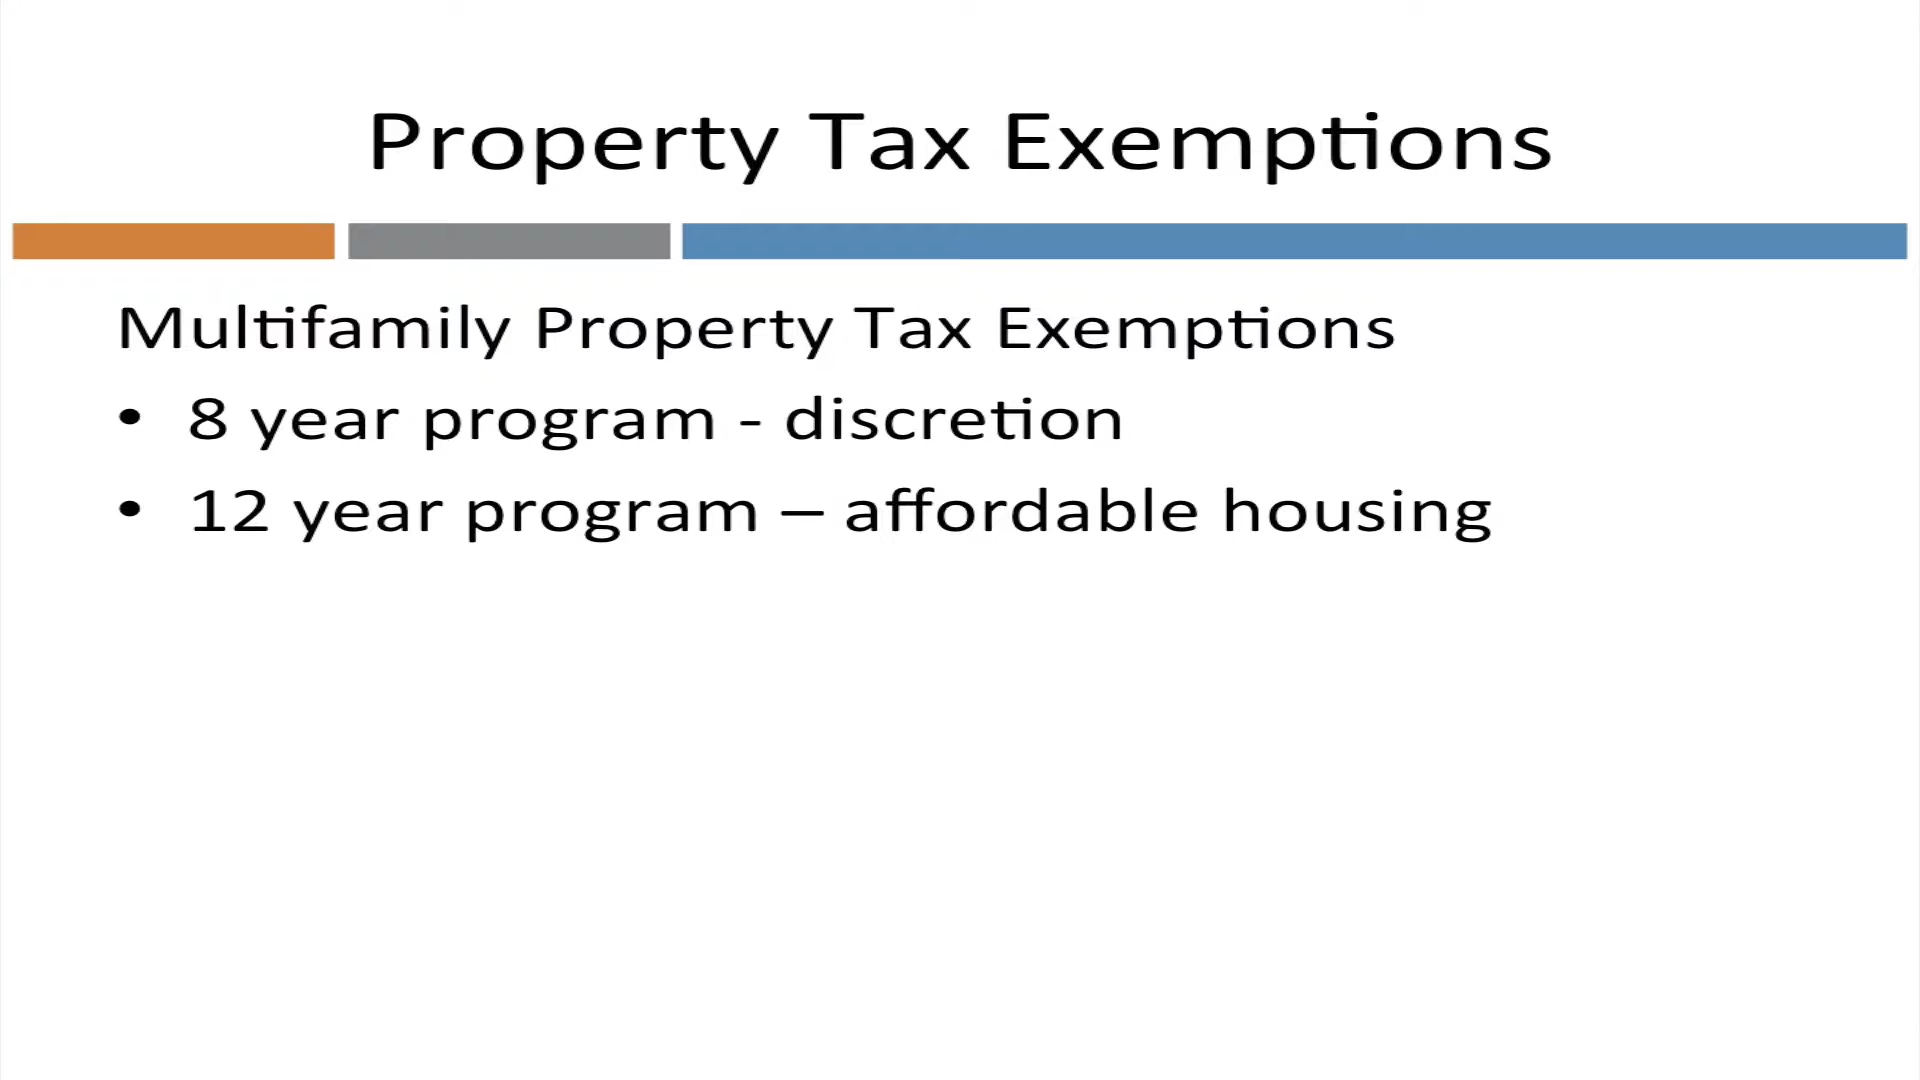 Property Tax Exemptions
Multifamily Property Tax Exemptions
• 8 year program - discretion
• 12 year program – affordable housing